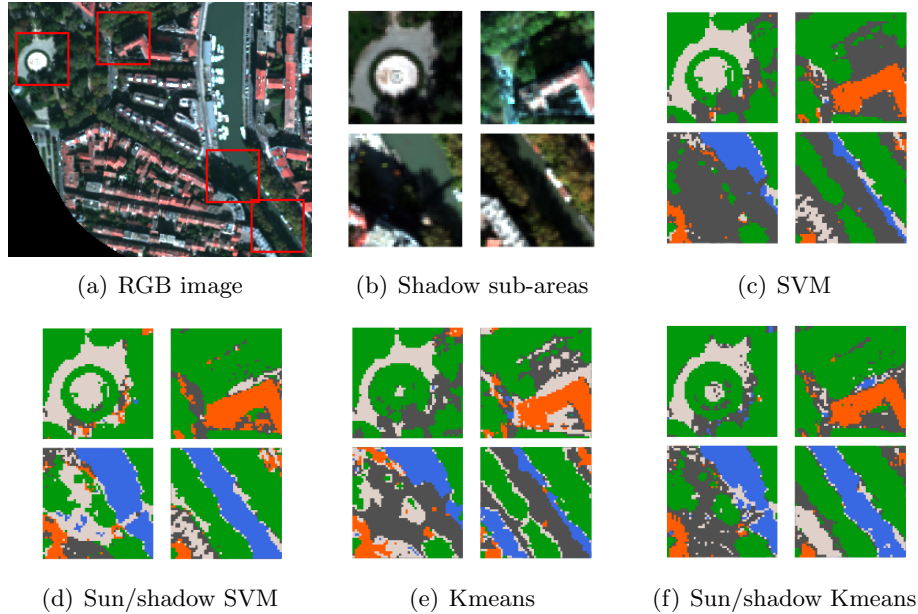 (a) RGB image
(b) Shadow sub-areas
(c) SVM
(d) Sun/shadow SVM
(e) Kmeans
(f) Sun/shadow Kmeans